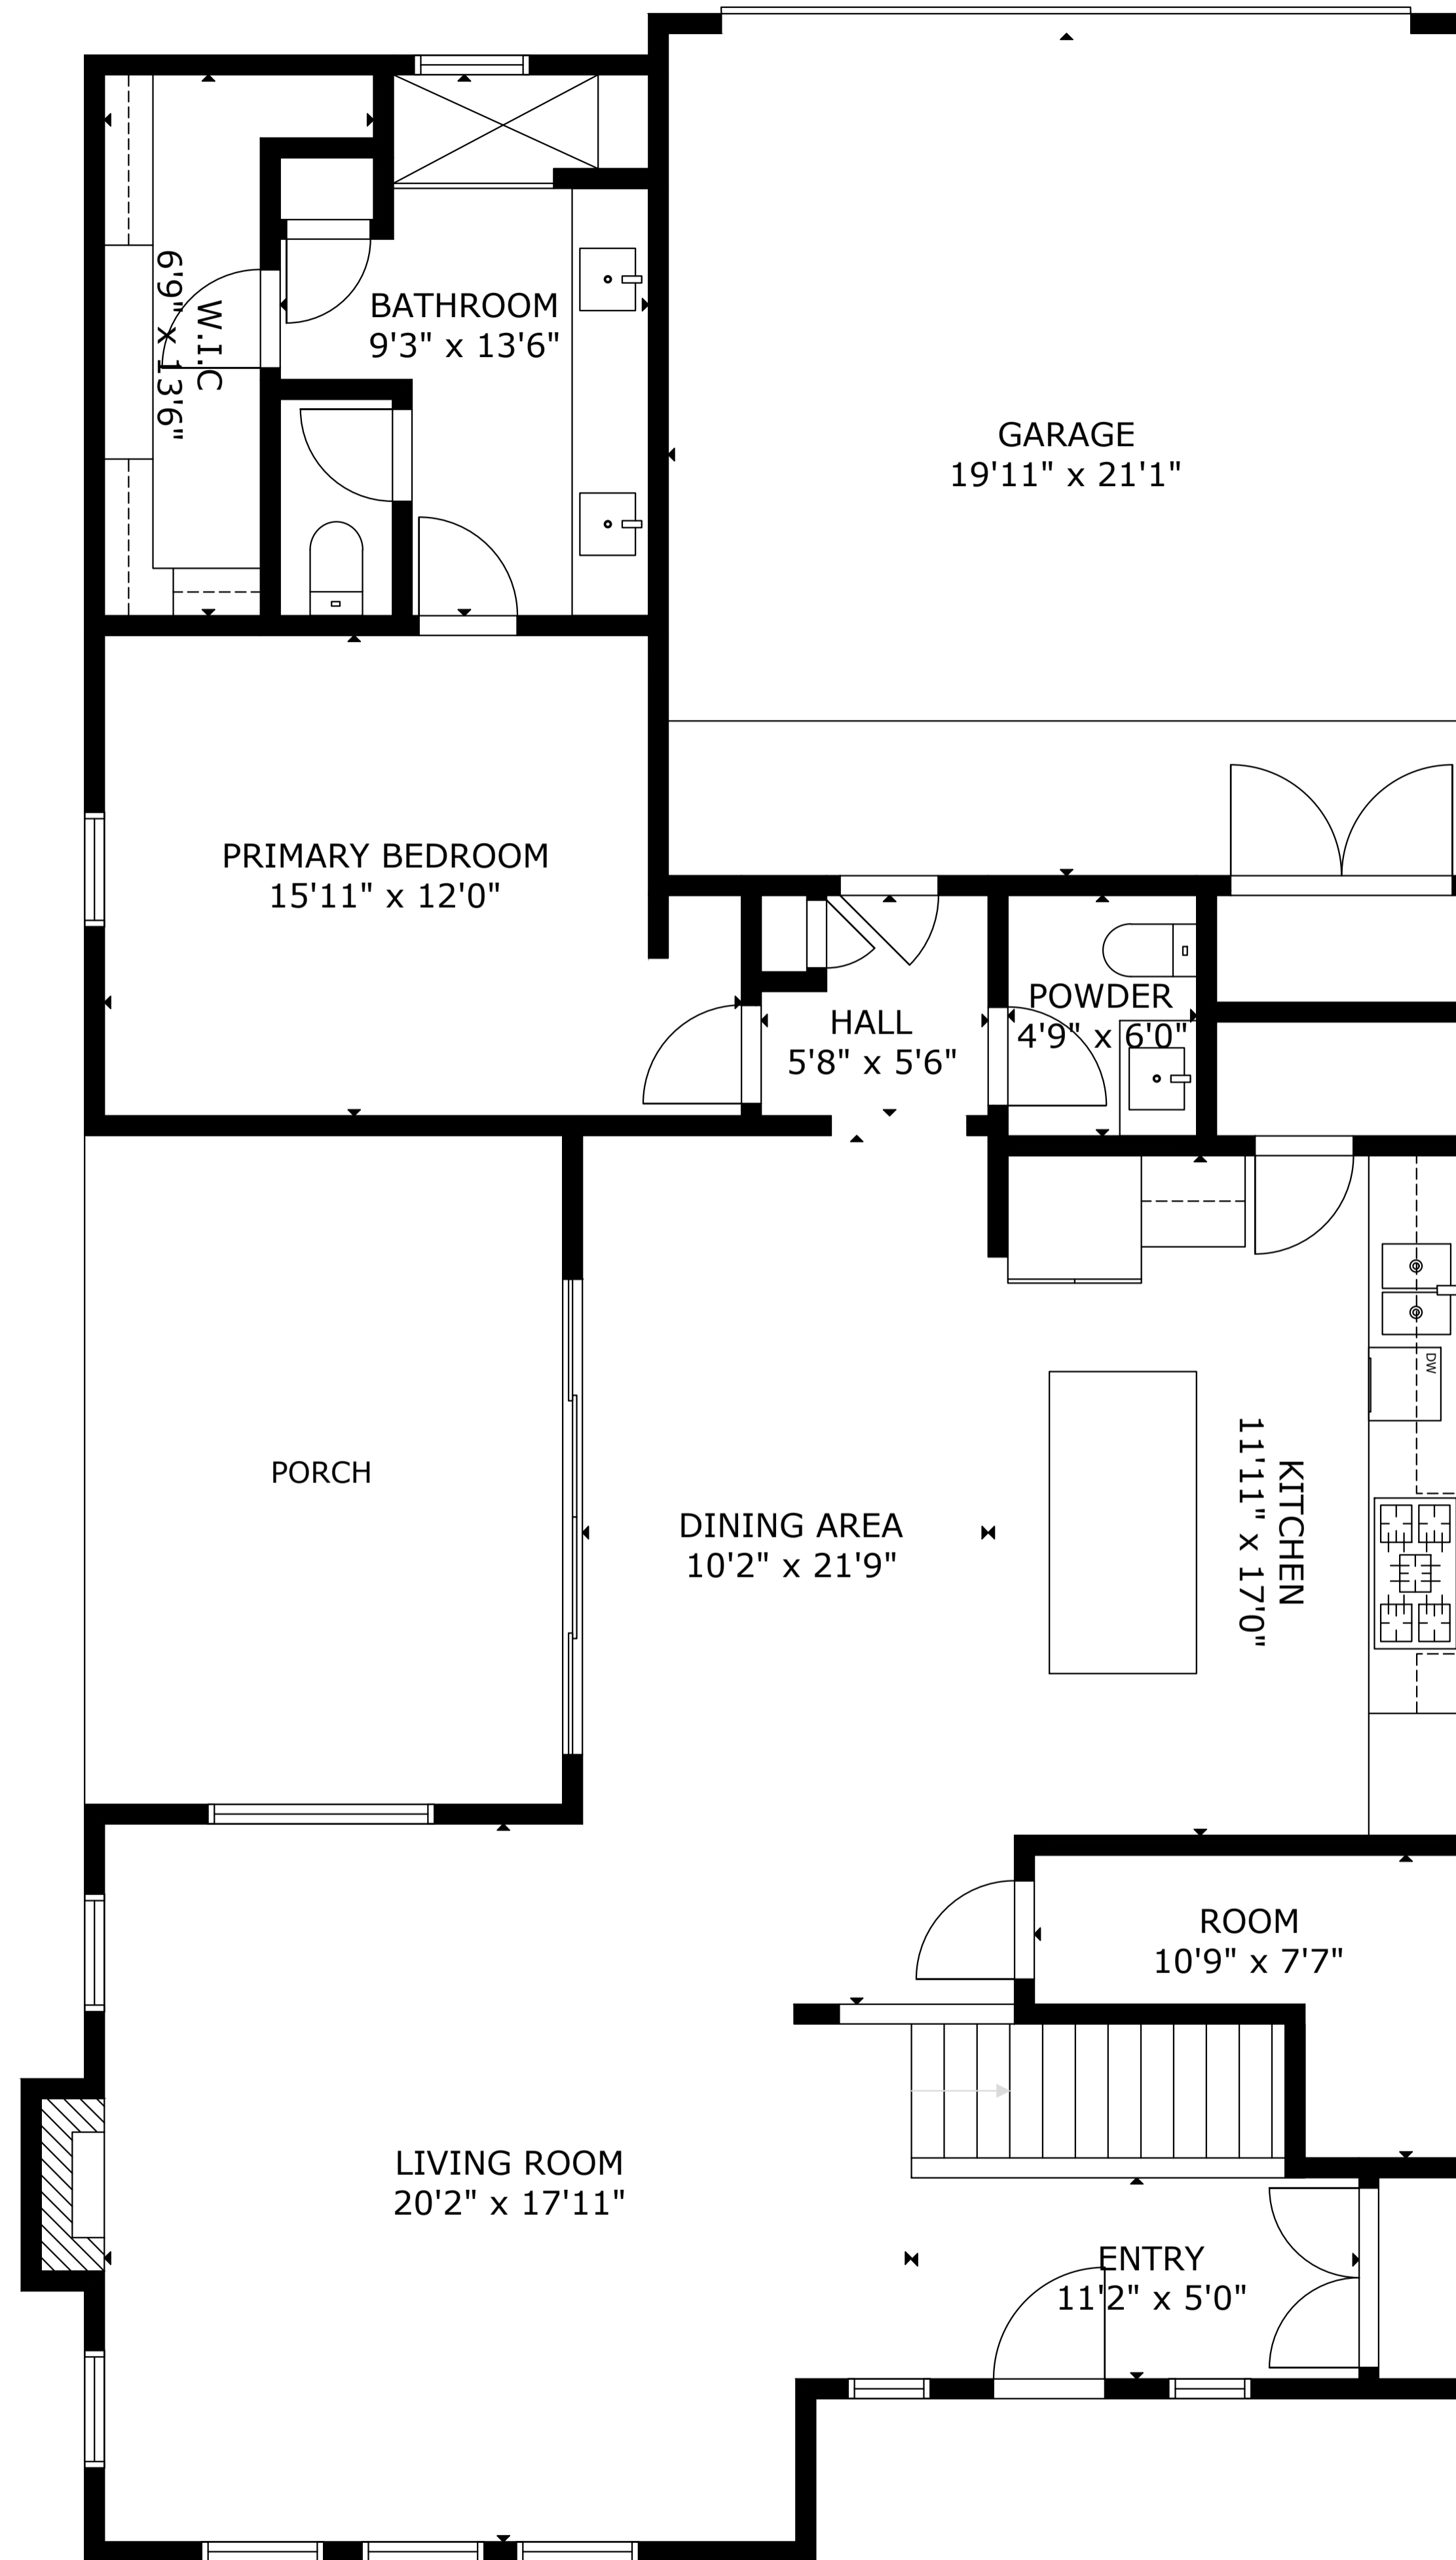 BATHROOM
9'3" x 13'6"
W.I.C
6'9" x 13'6"
GARAGE
19'11" x 21'1"
PRIMARY BEDROOM
15'11" x 12'0"
POWDER
4'9" x 6'0"
HALL
5'8" x 5'6"
DW
PORCH
DINING AREA
10'2" x 21'9"
KITCHEN
11'11" x 17'0"
ROOM
10'9" x 7'7"
LIVING ROOM
20'2" x 17'11"
ENTRY
11'2" x 5'0"